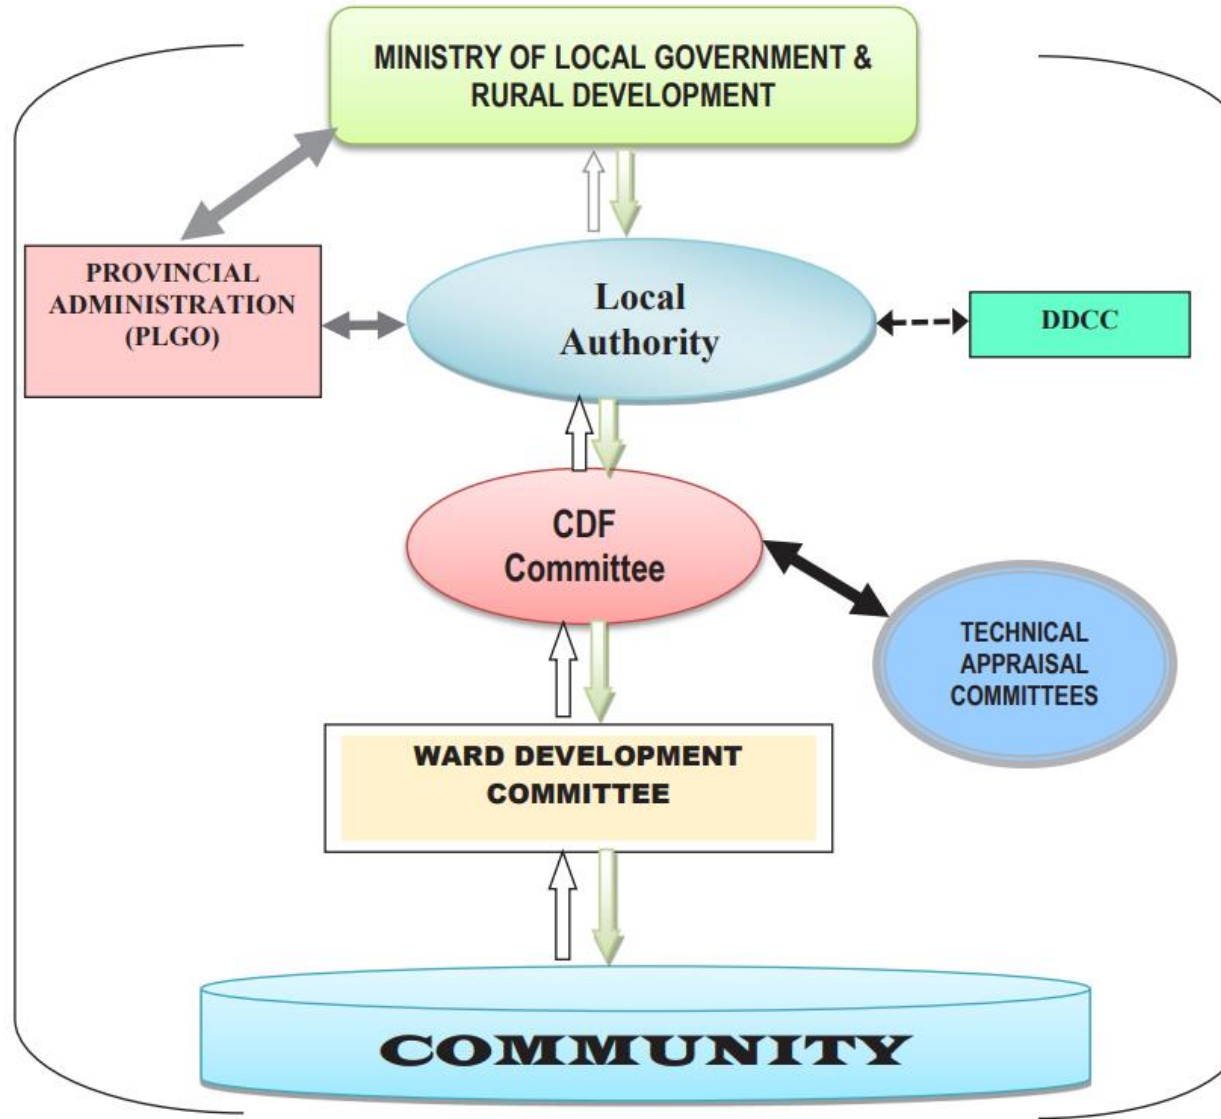 MINISTRY OF LOCAL GOVERNMENT &
RURAL DEVELOPMENT
PROVINCIAL
ADMINISTRATION
(PLGO)
Local
Authority
DDCC
CDF
Committee
TECHNICAL
APPRAISAL
COMMITTEES
WARD DEVELOPMENT
COMMITTEE
COMMUNITY